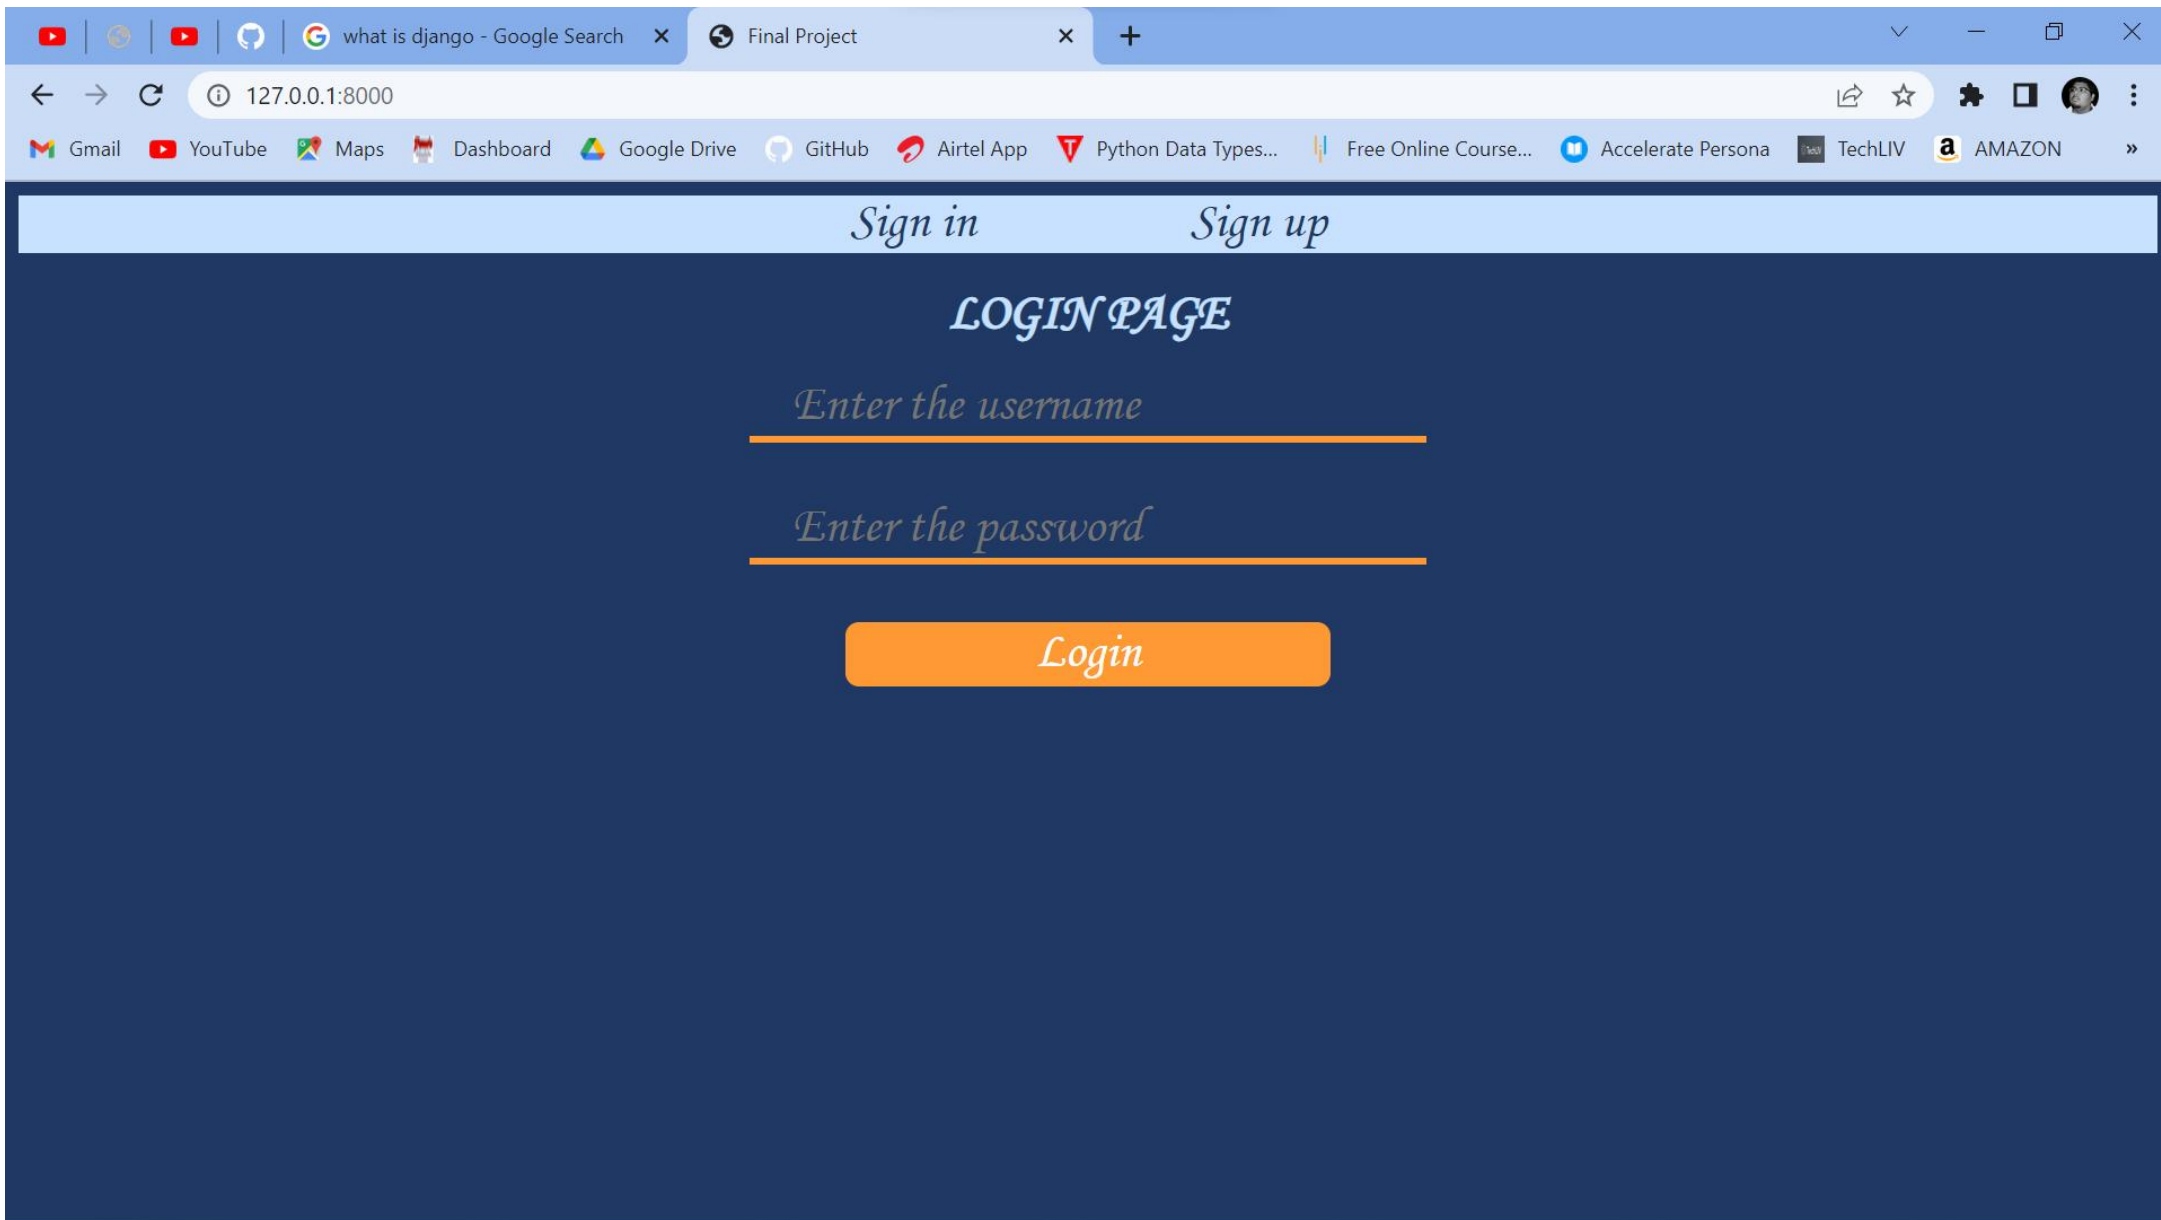 what is django - Google Search Final Project
127.0.0.1:8000
Gmail YouTube Maps Dashboard Google Drive GitHub Airtel App Python Data Types... Free Online Course... Accelerate Persona TechLIV AMAZON »
Sign in Sign up
LOGIN PAGE
Enter the username
Enter the password
Login